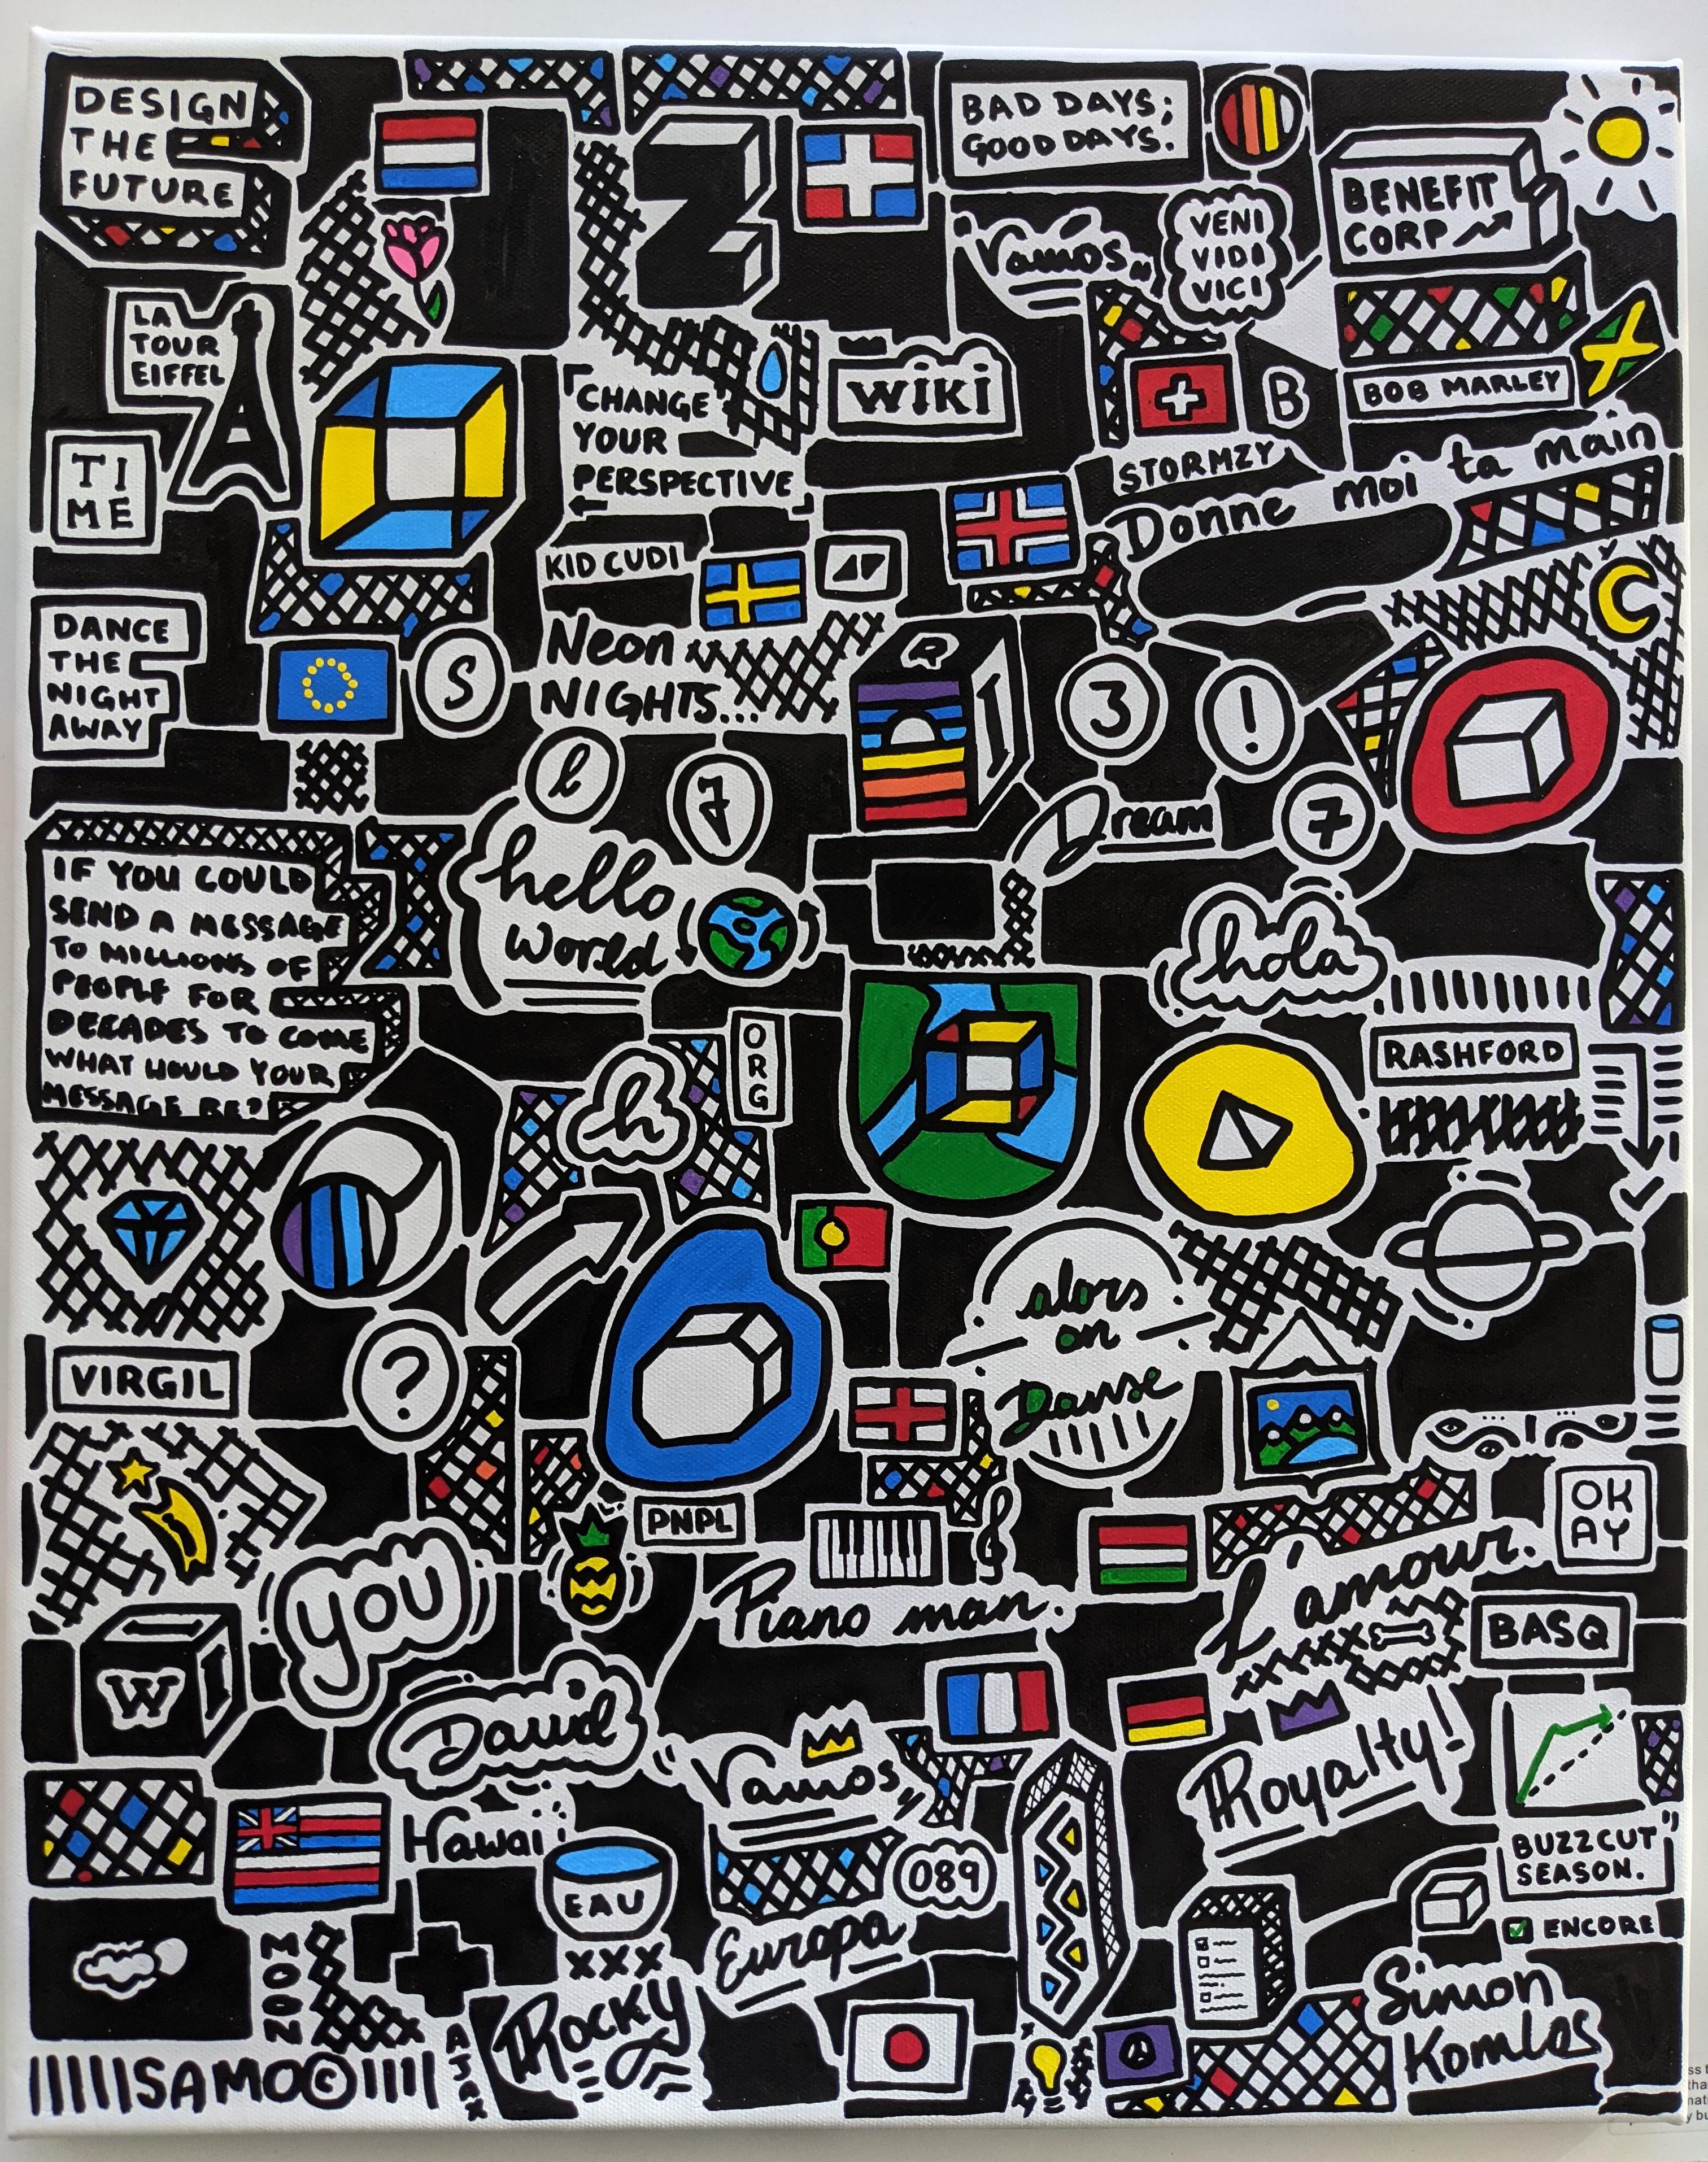 DESIGN
THE
FUTURE
Z
BAD DAYS;
GOOD DAYS.
BENEFIT
CORP
VENI
VIDI
VICI
Vamos
LA
TOUR
EIFFEL
CHANGE
YOUR
PERSPECTIVE
WIKI
B
BOB MARLEY
TI
ME
STORMZY
Donne moi ta main
KID CUDI
Neon
NIGHTS...
DANCE
THE
NIGHT
AWAY
S
R
3
!
l
J
Dream
7
hello
world
IF YOU COULD
SEND A MESSAGE
TO MILLIONS OF
PEOPLE FOR
DECADES TO COME
WHAT WOULD YOUR
MESSAGE BE?
hola
ORG
h
RASHFORD
alors
on
Danse
VIRGIL
?
PNPL
OK
AY
L'amour.
Piano man.
you
BASQ
W
David
Vamos
Royalty!
Hawaii
BUZZCUT
SEASON.
EAU
089
ENCORE
XXX
Europa
MOON
Rocky
AJax
Simon
Komlos
SAMO©